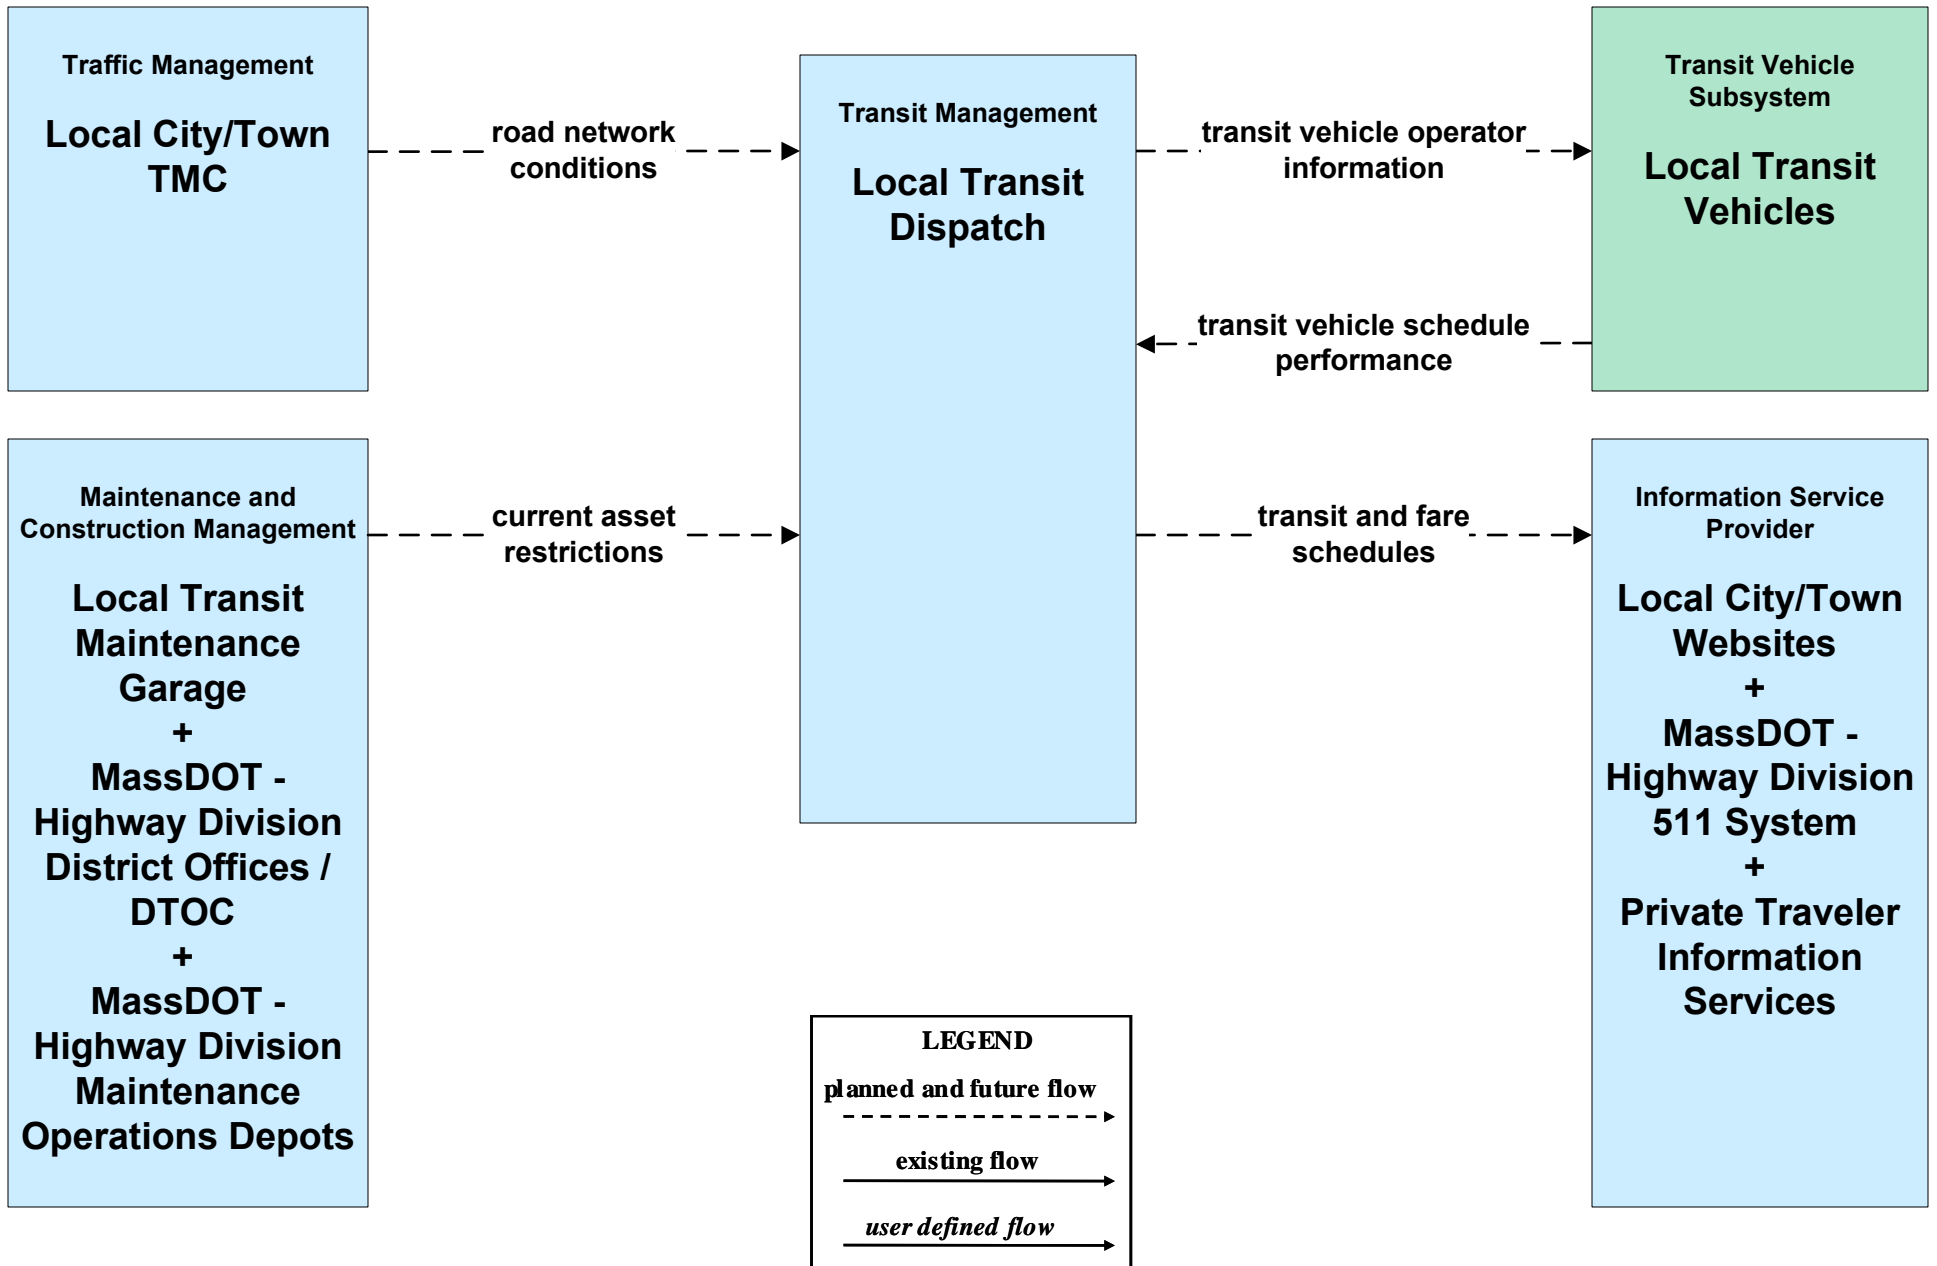 Traffic Management
Local City/Town
TMC
road network
conditions
Transit Management
Local Transit
Dispatch
transit vehicle operator
information
Transit Vehicle
Subsystem
Local Transit
Vehicles
transit vehicle schedule
performance
Maintenance and
Construction Management
Local Transit
Maintenance
Garage
+
MassDOT -
Highway Division
District Offices /
DTOC
+
MassDOT -
Highway Division
Maintenance
Operations Depots
current asset
restrictions
transit and fare
schedules
Information Service
Provider
Local City/Town
Websites
+
MassDOT -
Highway Division
511 System
+
Private Traveler
Information
Services
LEGEND
planned and future flow
existing flow
user defined flow